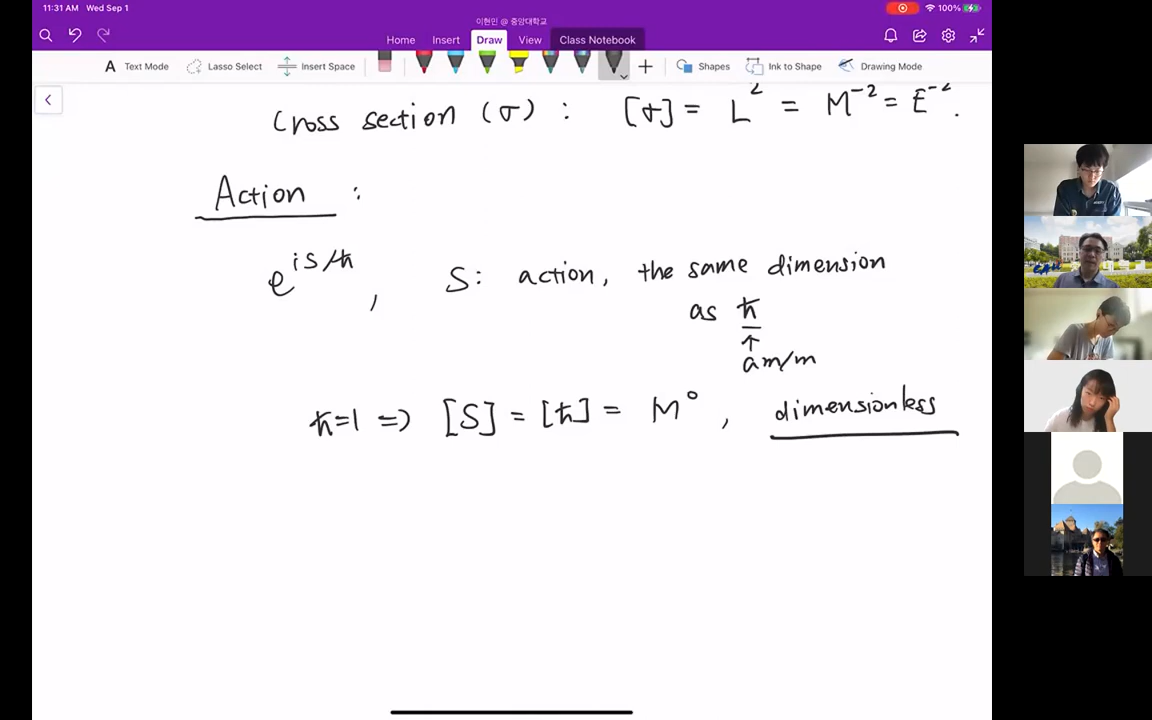 11:31 AM Wed Sep 1
100%
이현민 @ 중앙대학교
Home Insert Draw View Class Notebook
A Text Mode Lasso Select Insert Space Shapes Ink to Shape Drawing Mode
Cross section (σ) : [σ] = L² = M⁻² = E⁻² .
Action :
e^{iS/ħ} , S: action, the same dimension
as ħ
↑
am/m
ħ=1 => [S] = [ħ] = M⁰ , dimensionless